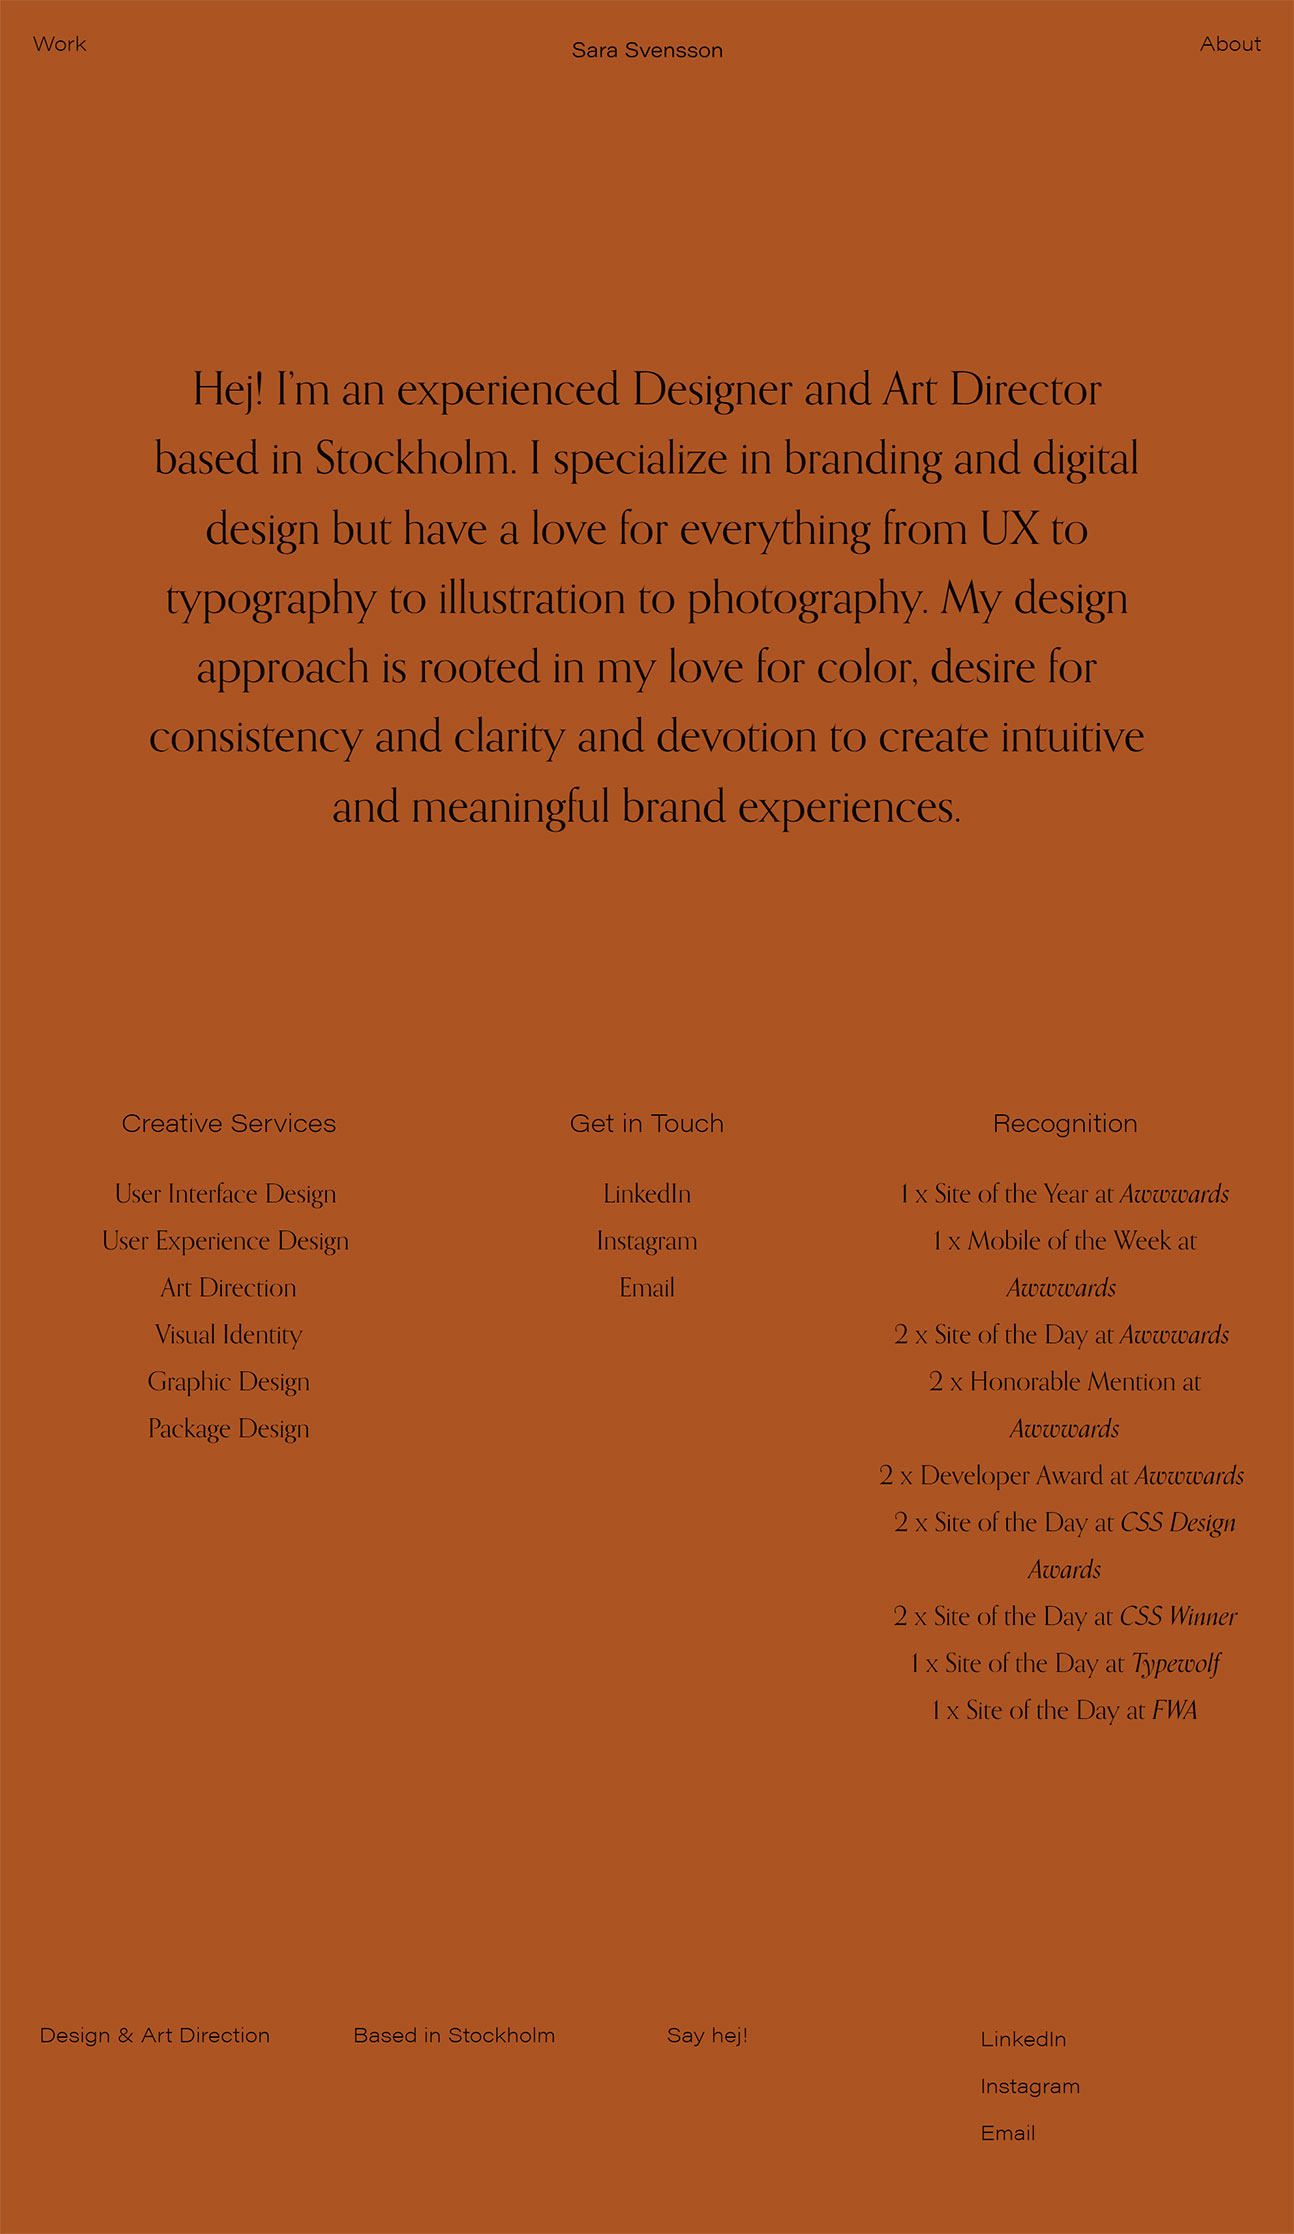 Work
Sara Svensson
About
Hej! I’m an experienced Designer and Art Director
based in Stockholm. I specialize in branding and digital
design but have a love for everything from UX to
typography to illustration to photography. My design
approach is rooted in my love for color, desire for
consistency and clarity and devotion to create intuitive
and meaningful brand experiences.
Creative Services
User Interface Design
User Experience Design
Art Direction
Visual Identity
Graphic Design
Package Design
Get in Touch
LinkedIn
Instagram
Email
Recognition
1 x Site of the Year at Awwwards
1 x Mobile of the Week at
Awwwards
2 x Site of the Day at Awwwards
2 x Honorable Mention at
Awwwards
2 x Developer Award at Awwwards
2 x Site of the Day at CSS Design
Awards
2 x Site of the Day at CSS Winner
1 x Site of the Day at Typewolf
1 x Site of the Day at FWA
Design & Art Direction
Based in Stockholm
Say hej!
LinkedIn
Instagram
Email